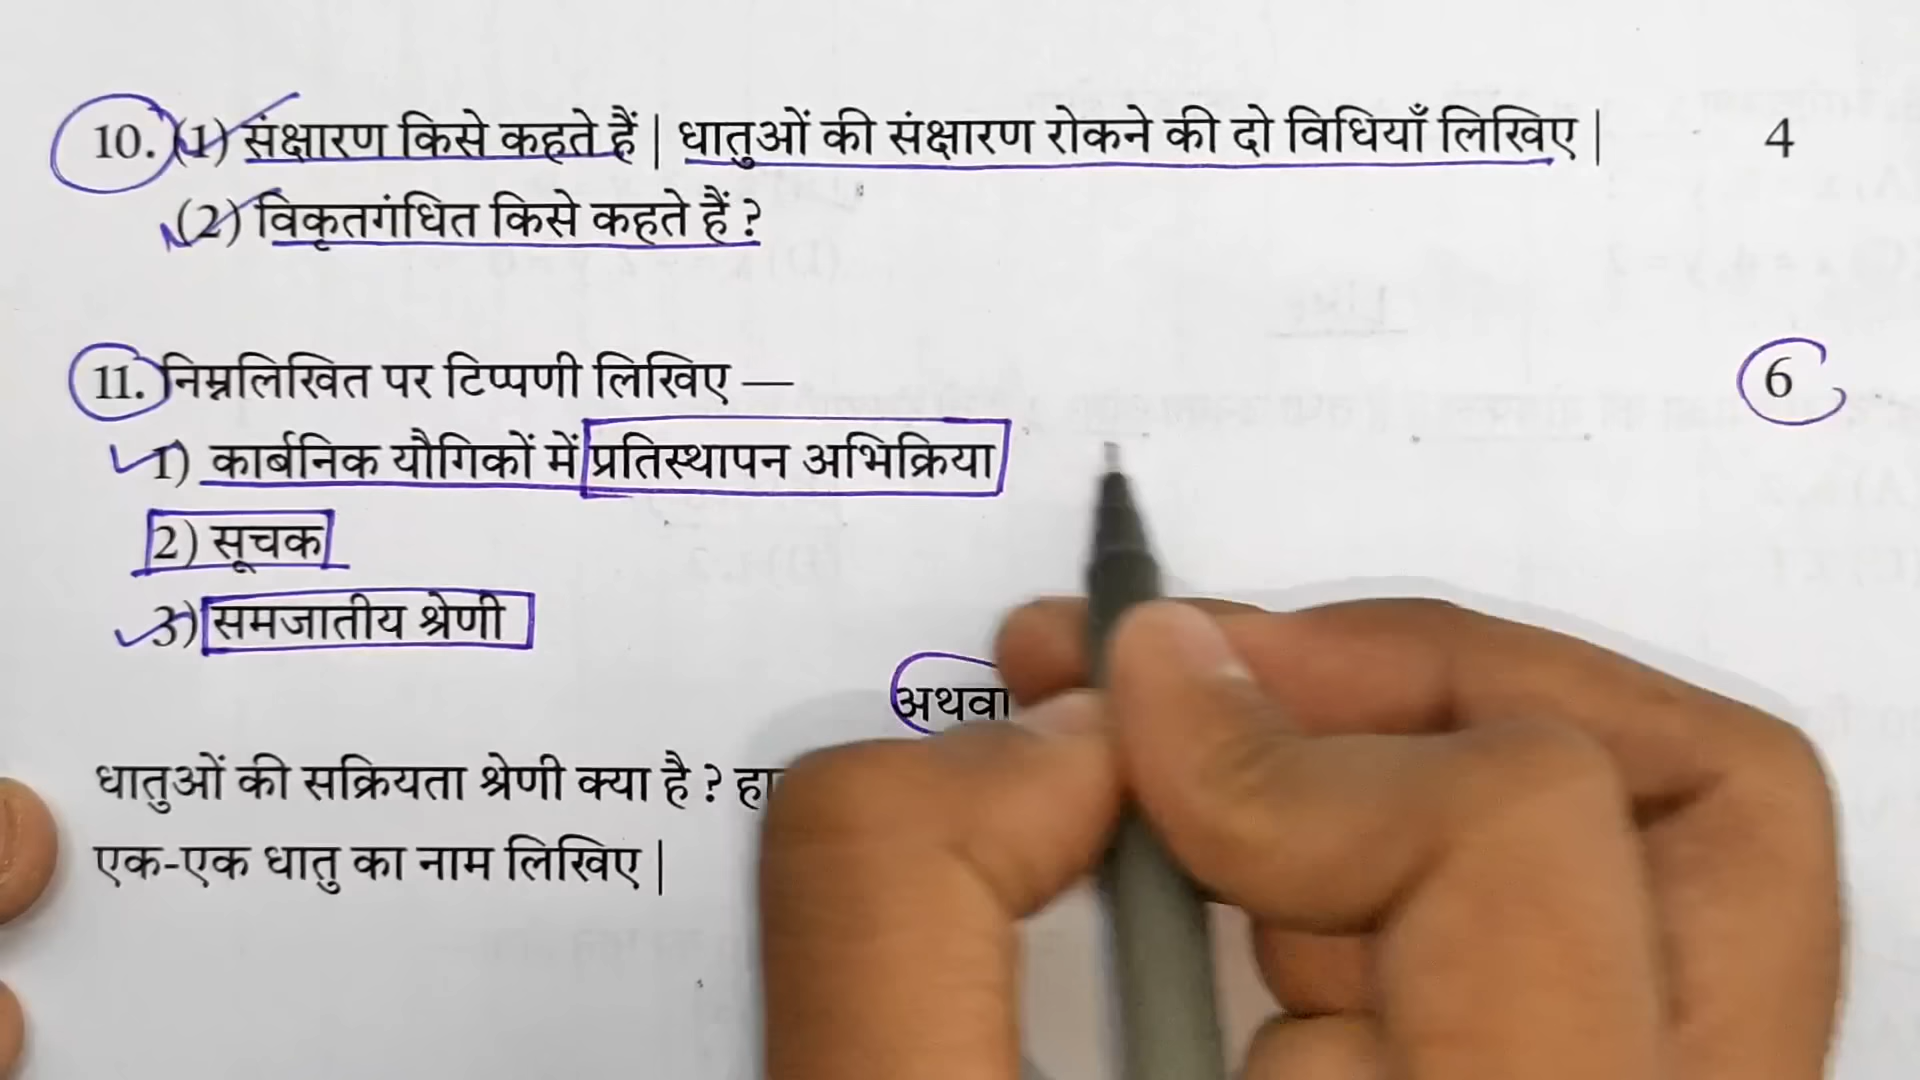 10. (1) संक्षारण किसे कहते हैं | धातुओं की संक्षारण रोकने की दो विधियाँ लिखिए | 4
(2) विकृतगंधित किसे कहते हैं ?
11. निम्नलिखित पर टिप्पणी लिखिए — 6
1) कार्बनिक यौगिकों में प्रतिस्थापन अभिक्रिया
2) सूचक
3) समजातीय श्रेणी
अथवा
धातुओं की सक्रियता श्रेणी क्या है ?
एक-एक धातु का नाम लिखिए |